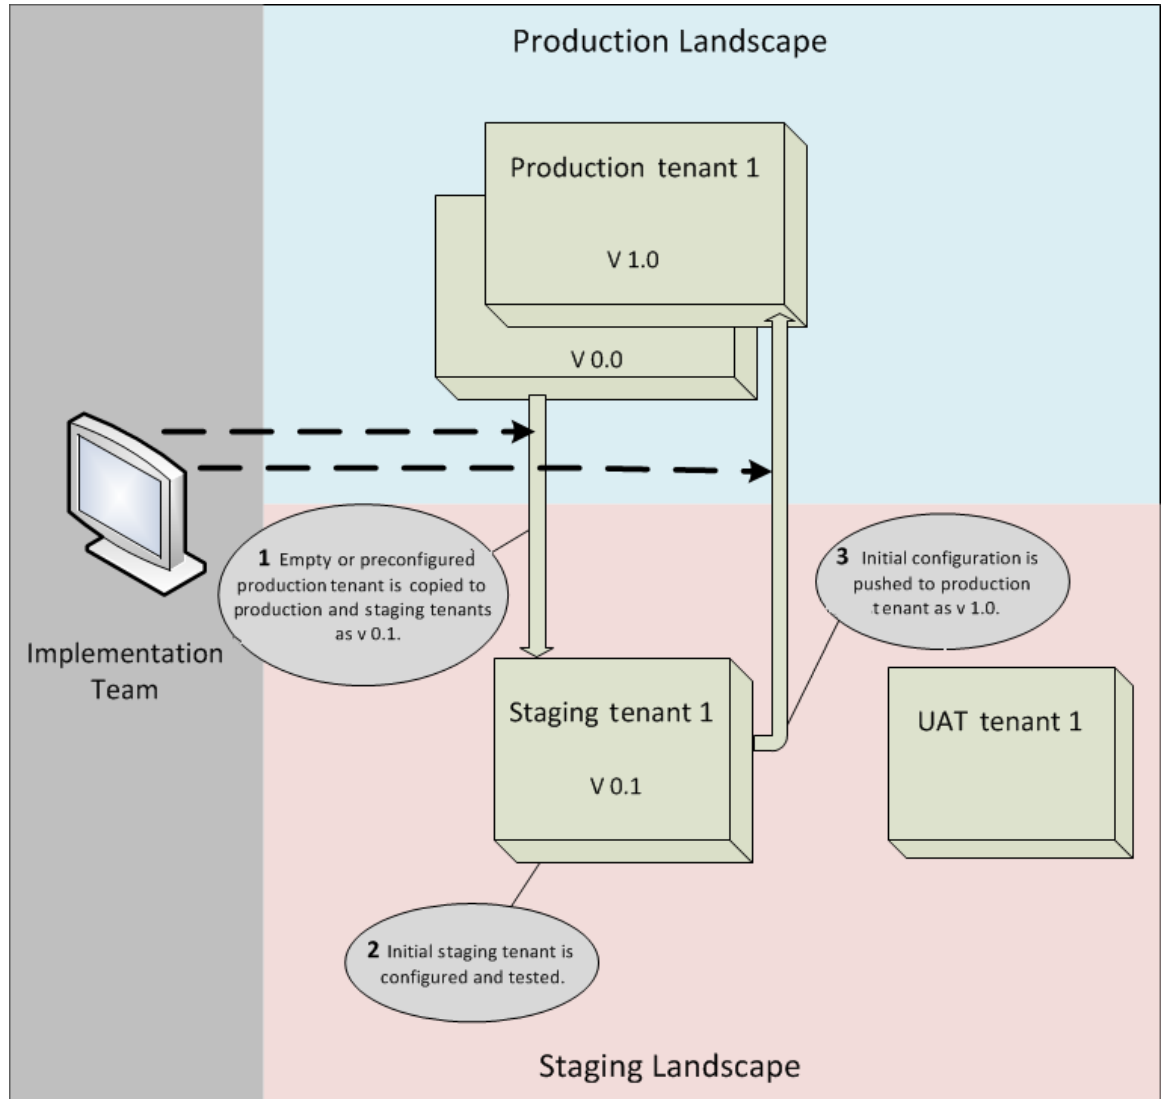 Production Landscape
Production tenant 1
V 1.0
V 0.0
1 Empty or preconfigured
production tenant is copied to
production and staging tenants
as v 0.1.
3 Initial configuration is
pushed to production
tenant as v 1.0.
Implementation
Team
Staging tenant 1
V 0.1
UAT tenant 1
2 Initial staging tenant is
configured and tested.
Staging Landscape